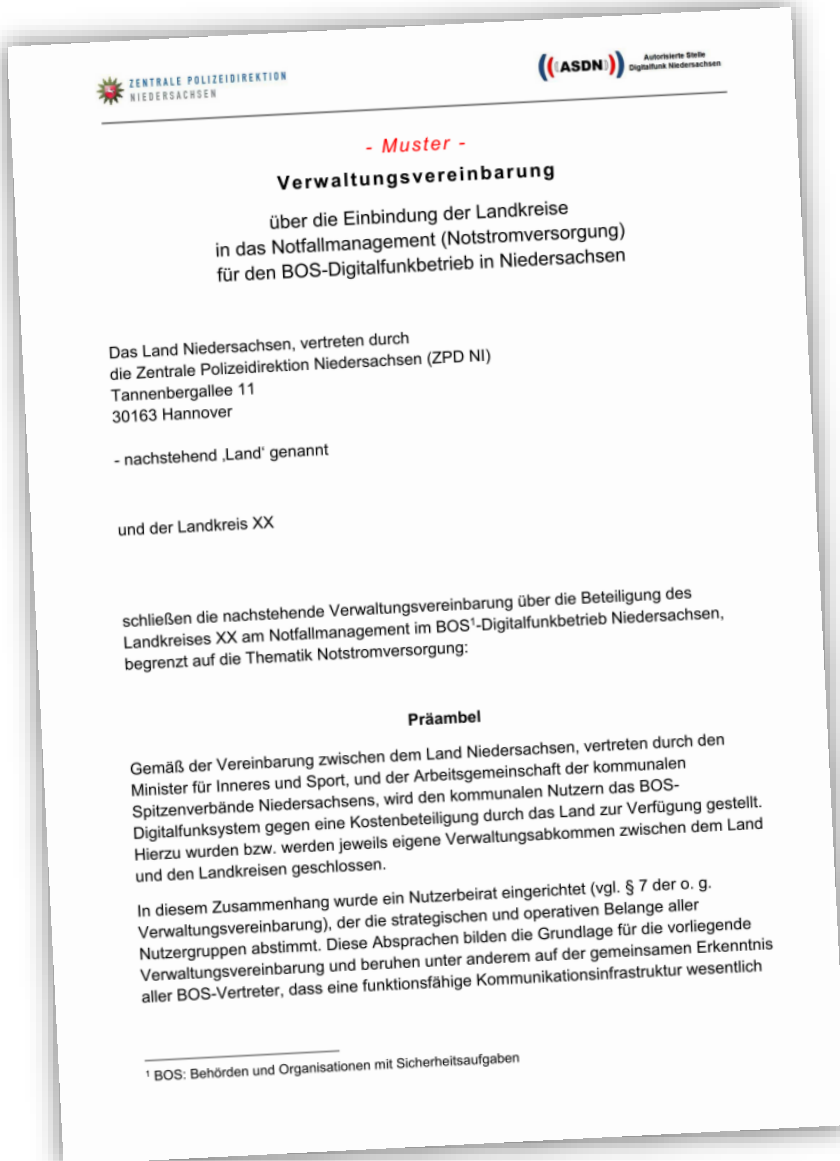 ZENTRALE POLIZEIDIREKTION
NIEDERSACHSEN
((ASDN))
Autorisierte Stelle
Digitalfunk Niedersachsen
- Muster -
Verwaltungsvereinbarung
über die Einbindung der Landkreise
in das Notfallmanagement (Notstromversorgung)
für den BOS-Digitalfunkbetrieb in Niedersachsen
Das Land Niedersachsen, vertreten durch
die Zentrale Polizeidirektion Niedersachsen (ZPD NI)
Tannenbergallee 11
30163 Hannover
- nachstehend ‚Land‘ genannt
und der Landkreis XX
schließen die nachstehende Verwaltungsvereinbarung über die Beteiligung des
Landkreises XX am Notfallmanagement im BOS¹-Digitalfunkbetrieb Niedersachsen,
begrenzt auf die Thematik Notstromversorgung:
Präambel
Gemäß der Vereinbarung zwischen dem Land Niedersachsen, vertreten durch den
Minister für Inneres und Sport, und der Arbeitsgemeinschaft der kommunalen
Spitzenverbände Niedersachsens, wird den kommunalen Nutzern das BOS-
Digitalfunksystem gegen eine Kostenbeteiligung durch das Land zur Verfügung gestellt.
Hierzu wurden bzw. werden jeweils eigene Verwaltungsabkommen zwischen dem Land
und den Landkreisen geschlossen.
In diesem Zusammenhang wurde ein Nutzerbeirat eingerichtet (vgl. § 7 der o. g.
Verwaltungsvereinbarung), der die strategischen und operativen Belange aller
Nutzergruppen abstimmt. Diese Absprachen bilden die Grundlage für die vorliegende
Verwaltungsvereinbarung und beruhen unter anderem auf der gemeinsamen Erkenntnis
aller BOS-Vertreter, dass eine funktionsfähige Kommunikationsinfrastruktur wesentlich
¹ BOS: Behörden und Organisationen mit Sicherheitsaufgaben